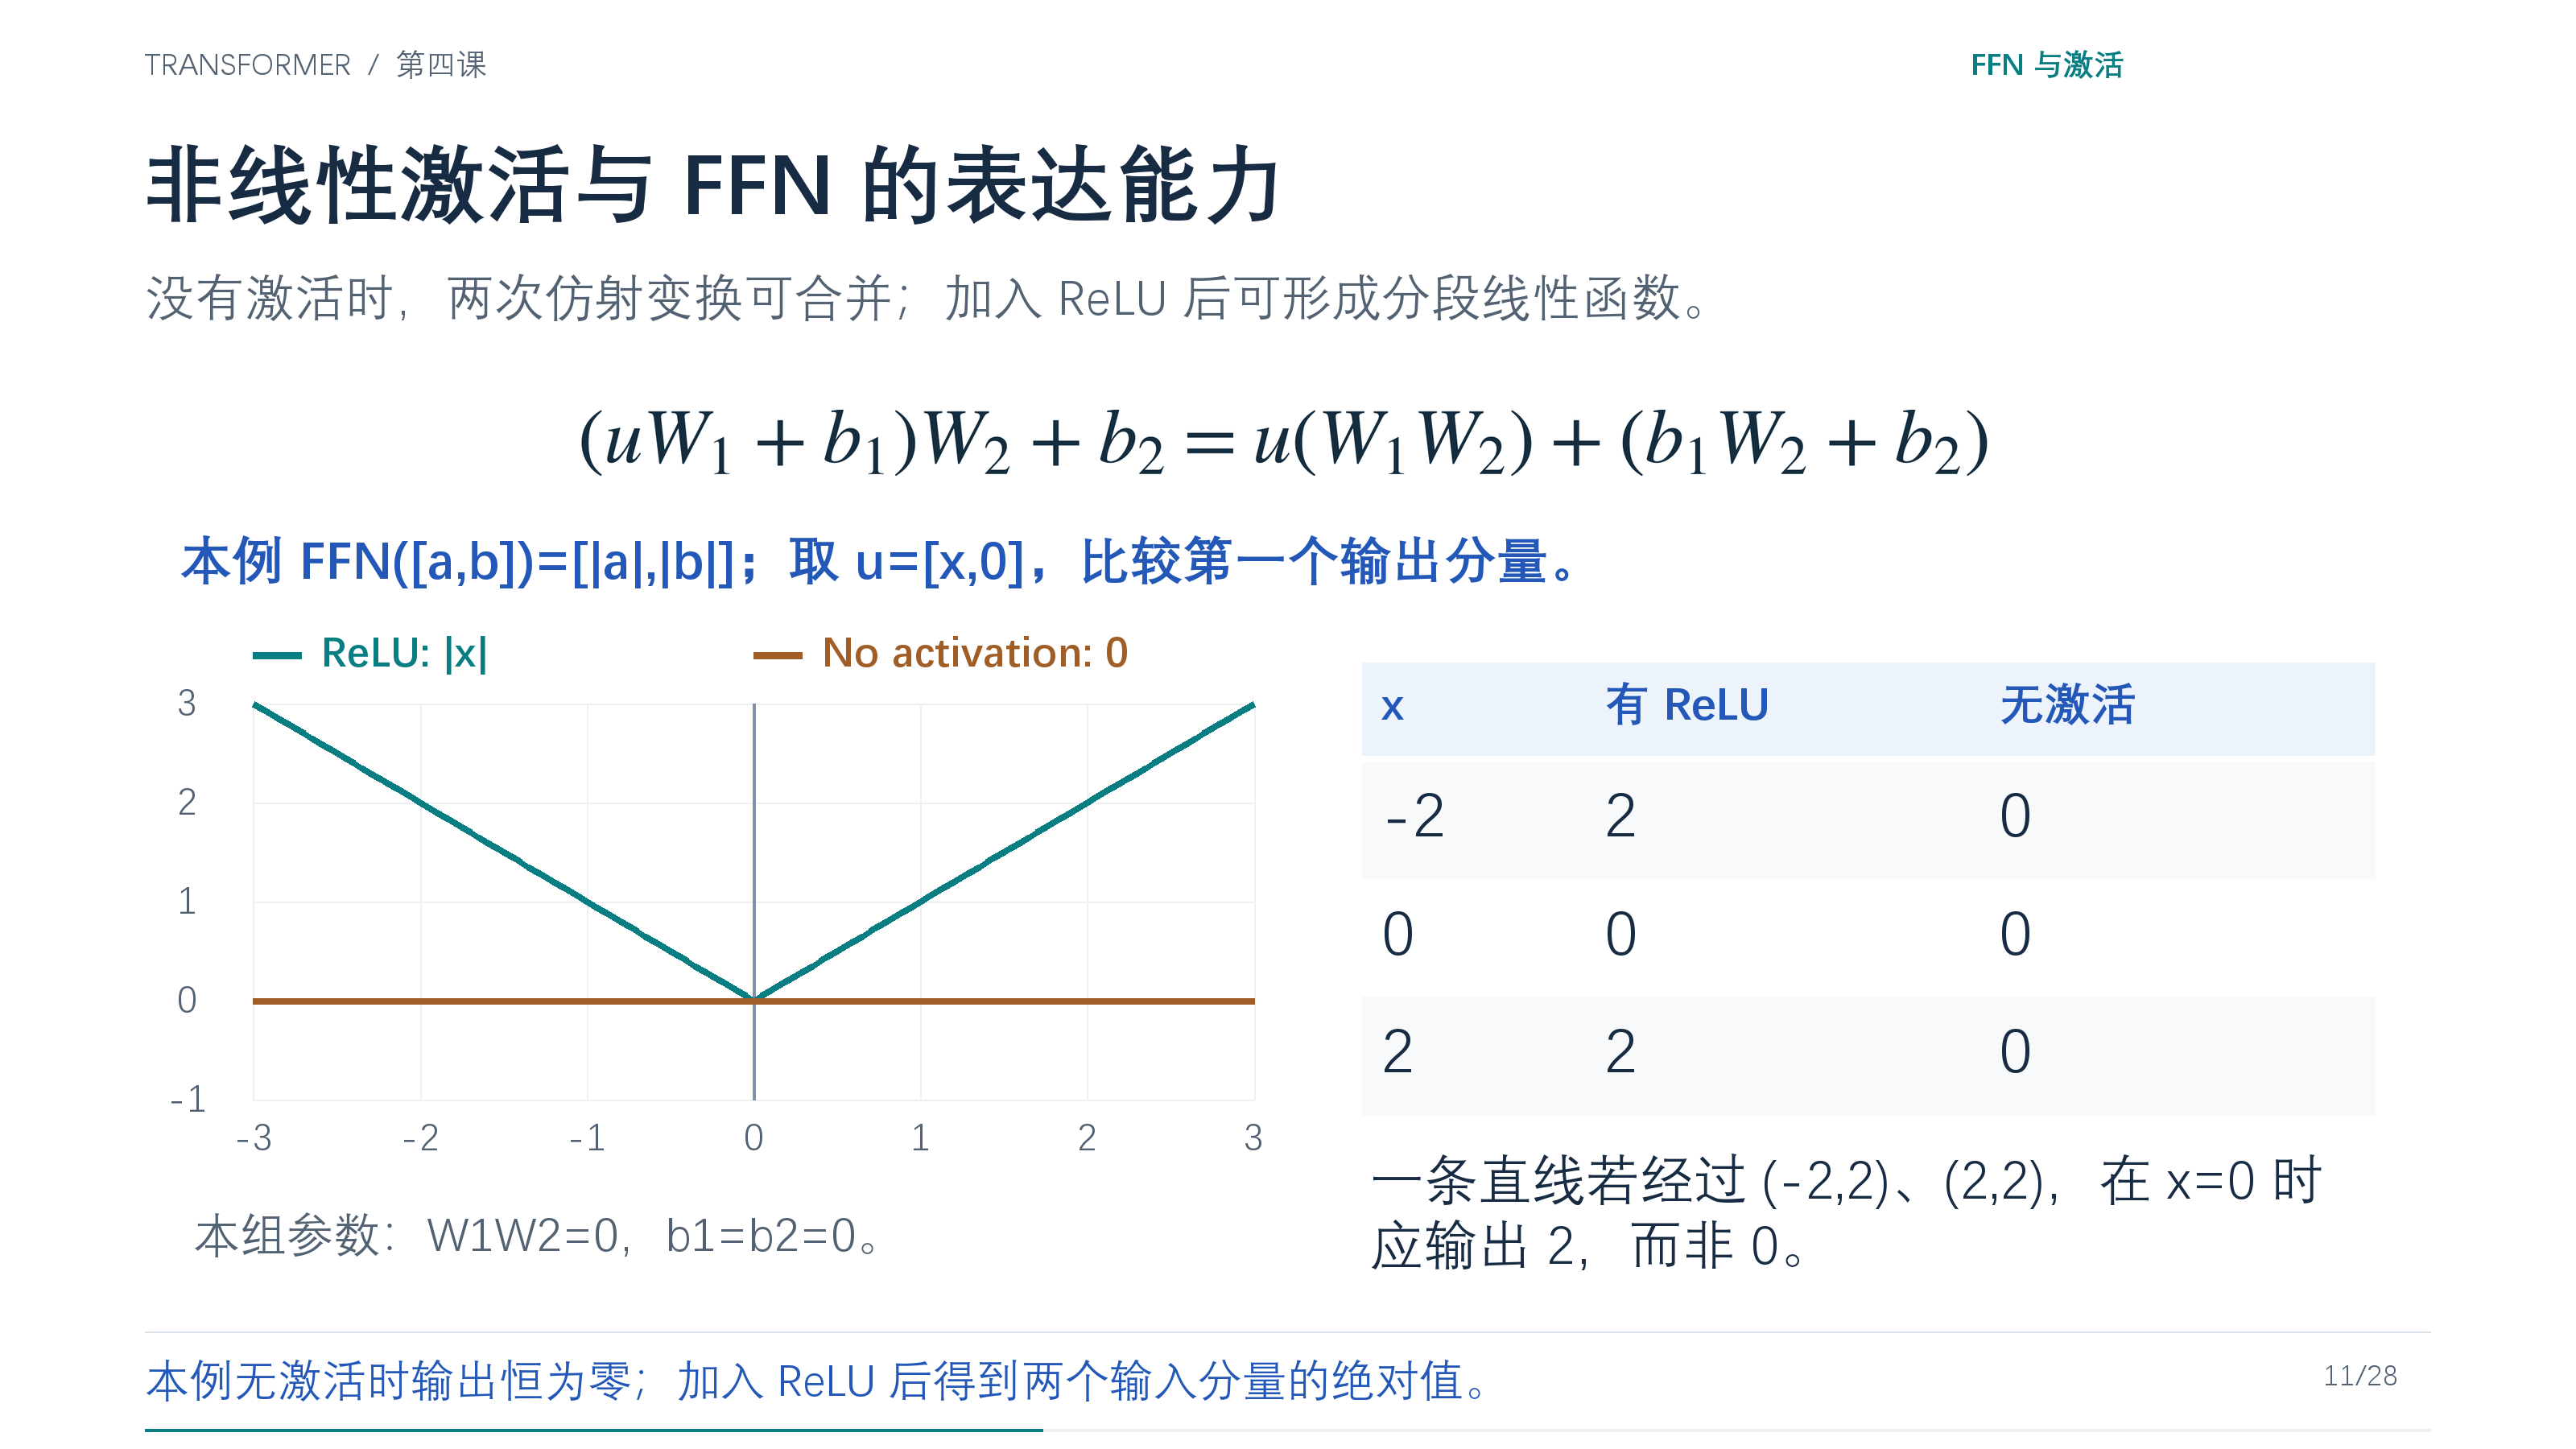 TRANSFORMER / 第四课
FFN 与激活
非线性激活与 FFN 的表达能力
没有激活时，两次仿射变换可合并；加入 ReLU 后可形成分段线性函数。
(uW₁ + b₁)W₂ + b₂ = u(W₁W₂) + (b₁W₂ + b₂)
本例 FFN([a,b])=[|a|,|b|]；取 u=[x,0]，比较第一个输出分量。
ReLU: |x| No activation: 0
3
2
1
0
-1
-3 -2 -1 0 1 2 3
本组参数：W1W2=0，b1=b2=0。
x 有 ReLU 无激活
-2 2 0
0 0 0
2 2 0
一条直线若经过 (-2,2)、(2,2)，在 x=0 时
应输出 2，而非 0。
本例无激活时输出恒为零；加入 ReLU 后得到两个输入分量的绝对值。
11/28